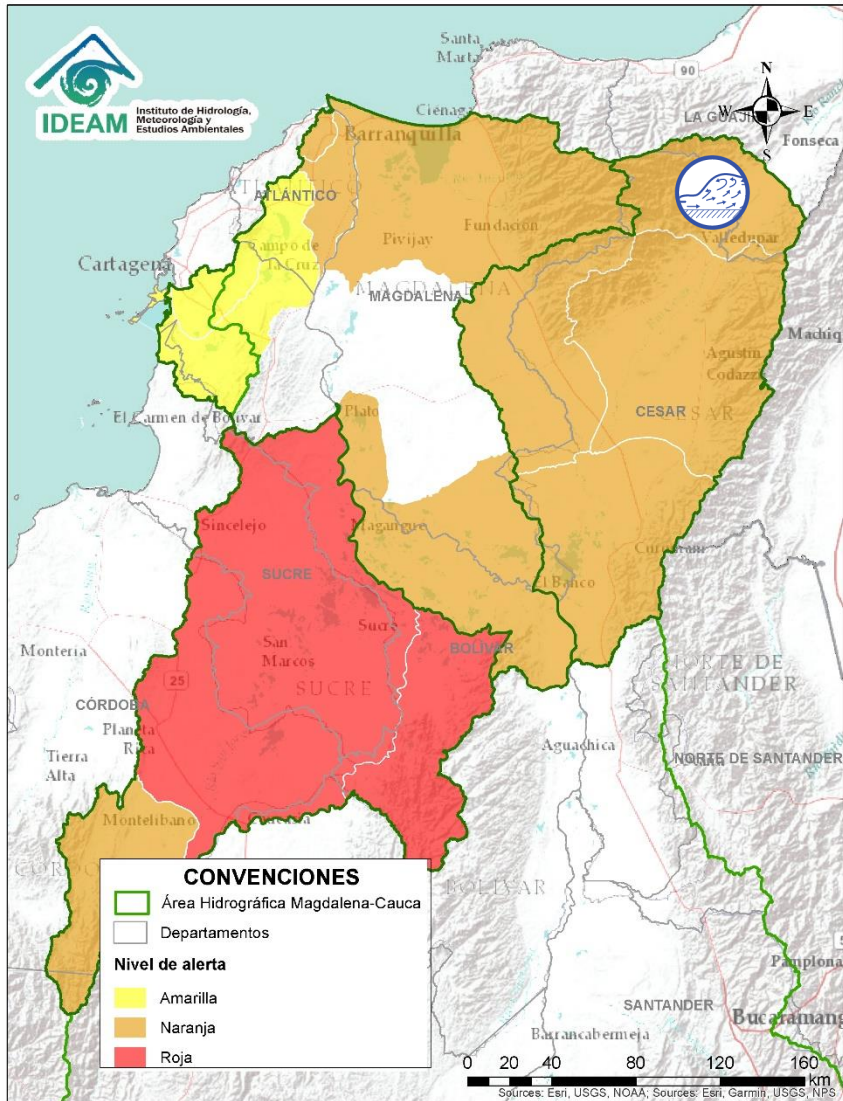 IDEAM
Instituto de Hidrología,
Meteorología y
Estudios Ambientales
Santa
Marta
90
N
W
E
S
LA GUAJIRA
Fonseca
Ciénaga
Barranquilla
ATLÁNTICO
Fundación
Pivijay
Valledupar
Campo de
la Cruz
Cartagena
MAGDALENA
MAGDALENA
Agustín
Codazzi
CESAR
CESAR
El Carmen de Bolívar
Plato
Sincelejo
Magangué
SUCRE
El Banco
Sucre
BOLÍVAR
Montería
San
Marcos
25
SUCRE
NORTE DE
SANTANDER
CÓRDOBA
Planeta
Rica
Aguachica
NORTE DE SANTANDER
Tierra
Alta
Montelíbano
BOLÍVAR
CONVENCIONES
Área Hidrográfica Magdalena-Cauca
Departamentos
Nivel de alerta
Amarilla
Naranja
Roja
Pamplona
SANTANDER
Bucaramang
Barrancabermeja
0 20 40 80 120 160
km
Sources: Esri, USGS, NOAA; Sources: Esri, Garmin, USGS, NPS